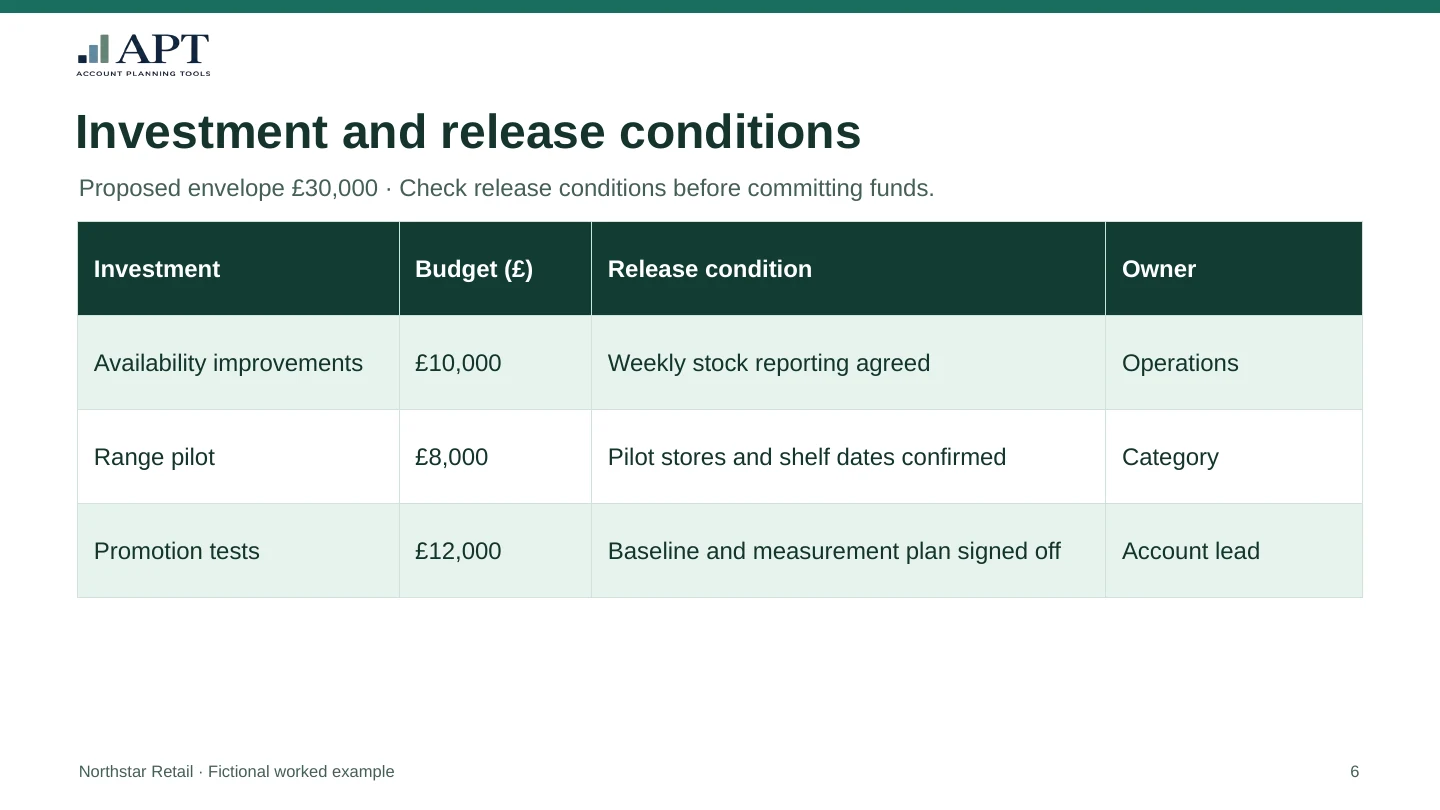 APT
ACCOUNT PLANNING TOOLS
Investment and release conditions
Proposed envelope £30,000 · Check release conditions before committing funds.
Investment Budget (£) Release condition Owner
Availability improvements £10,000 Weekly stock reporting agreed Operations
Range pilot £8,000 Pilot stores and shelf dates confirmed Category
Promotion tests £12,000 Baseline and measurement plan signed off Account lead
Northstar Retail · Fictional worked example 6